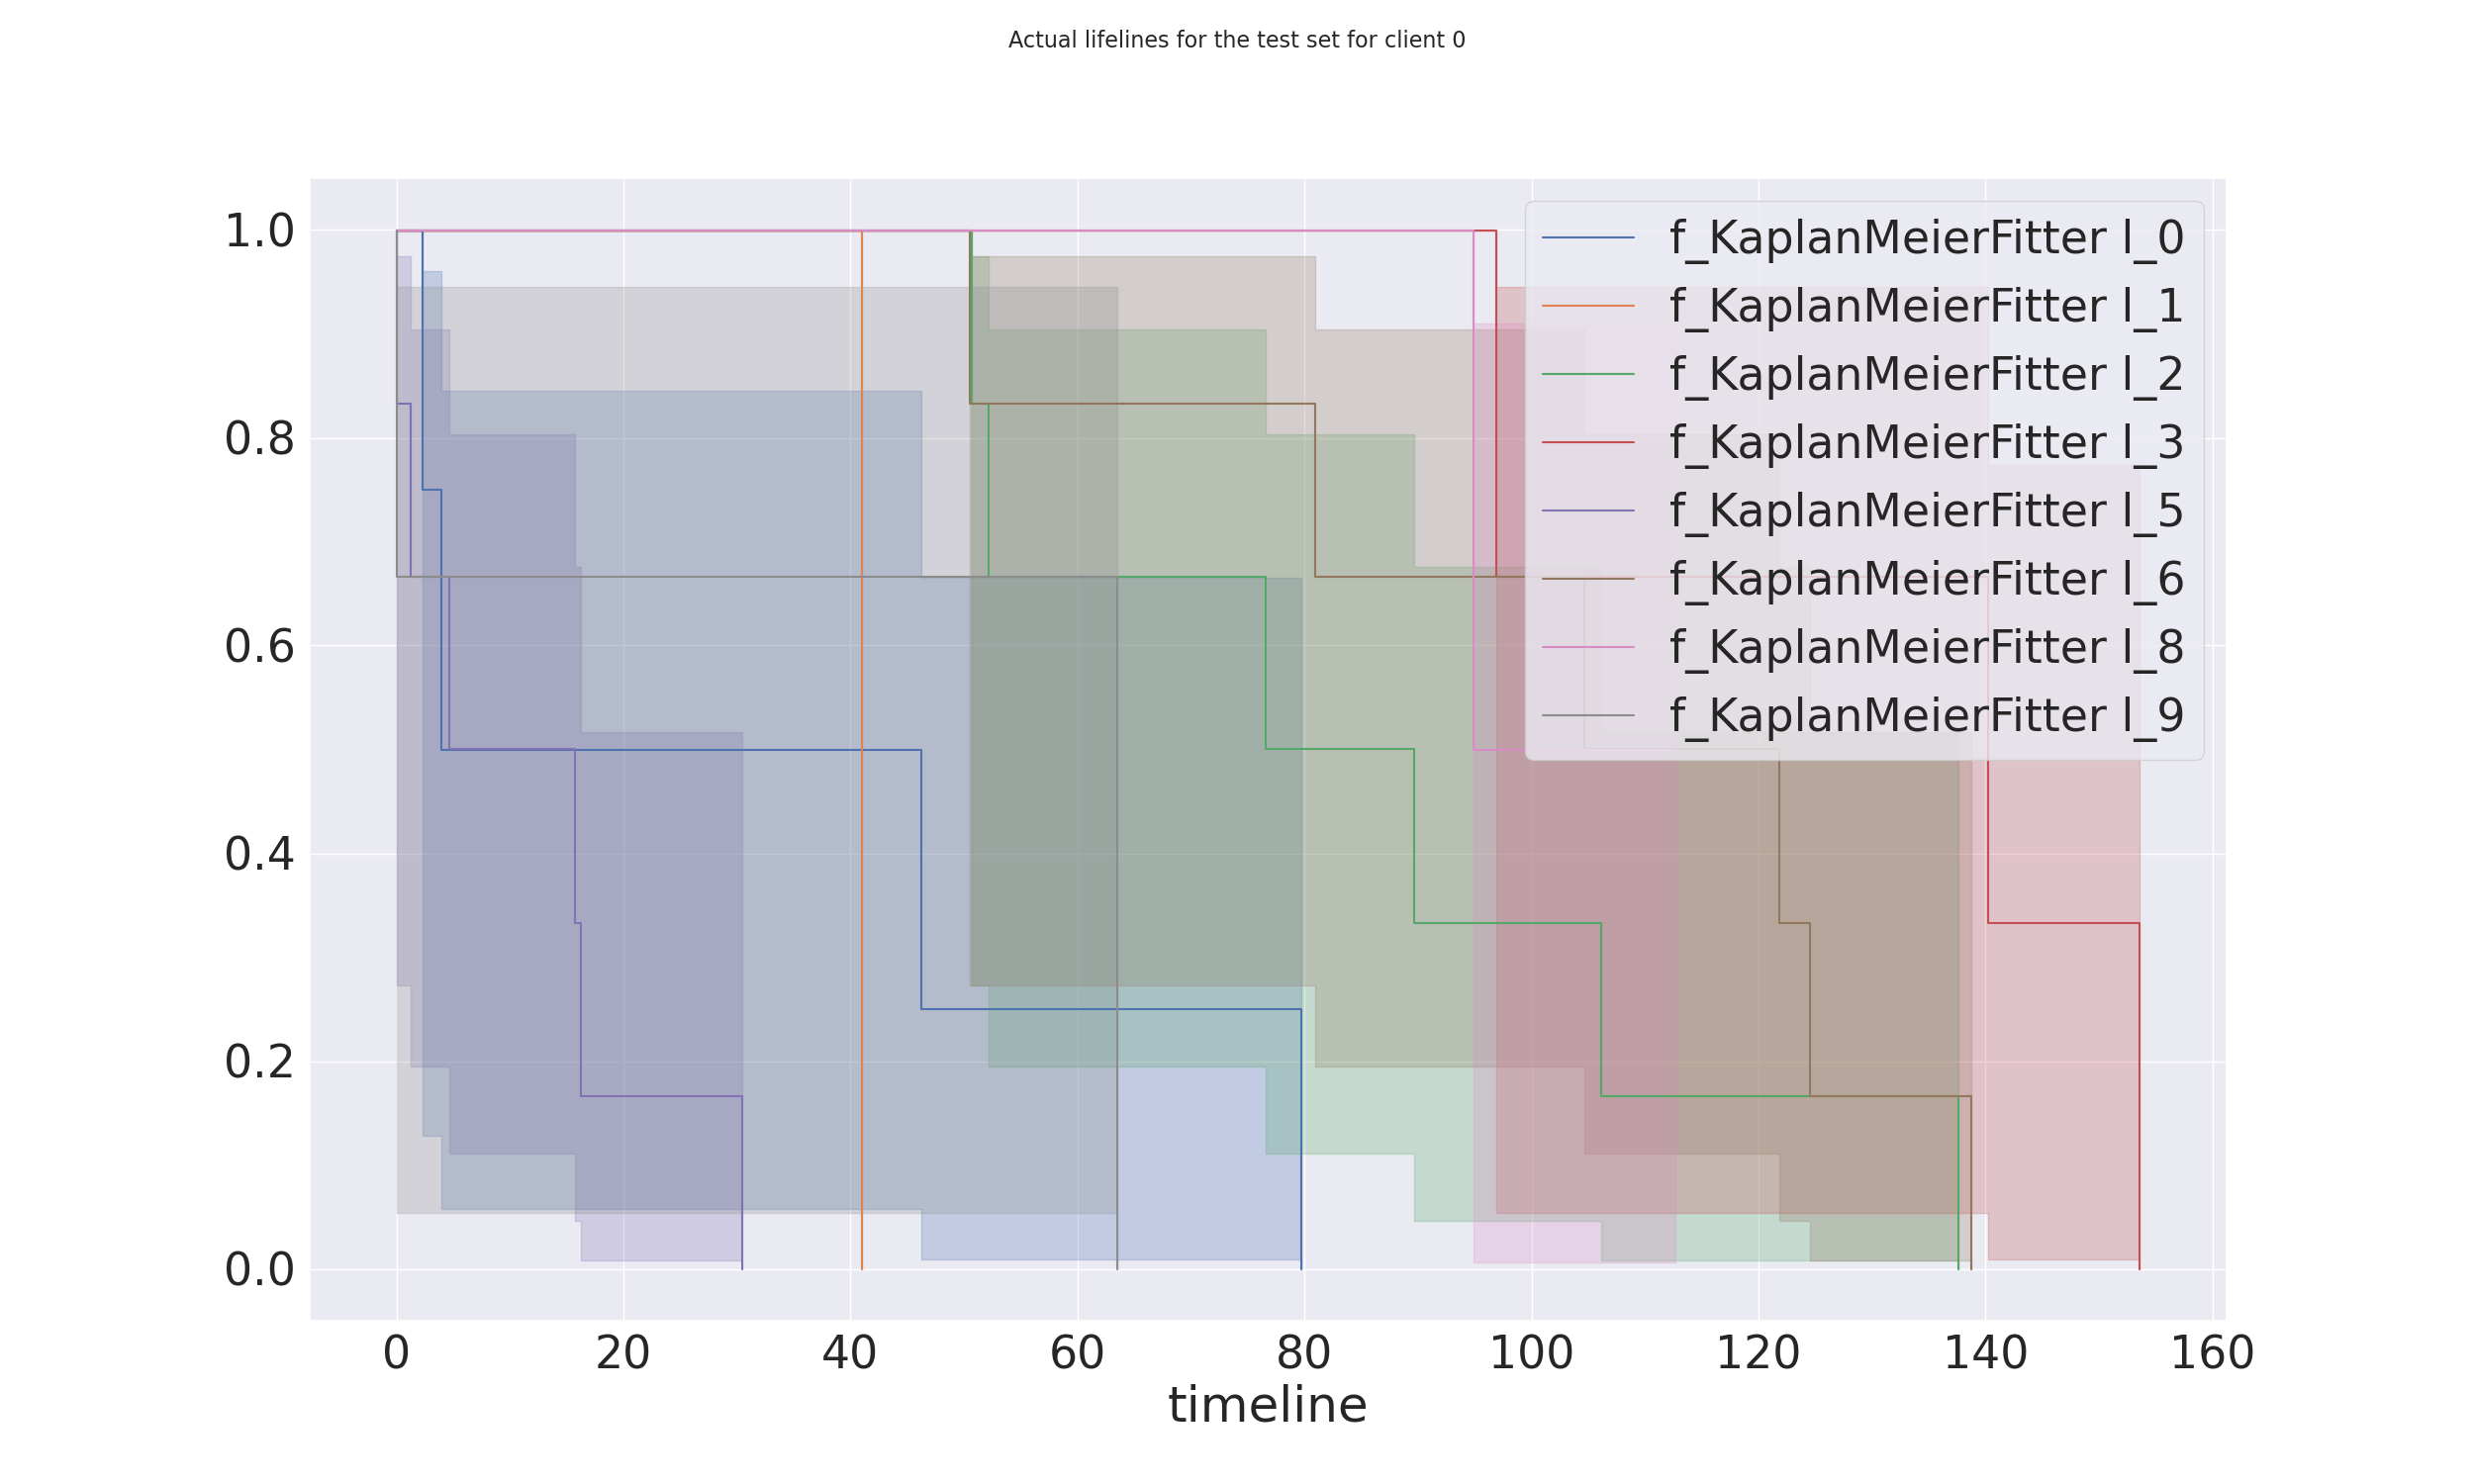 Actual lifelines for the test set for client 0
1.0
0.8
0.6
0.4
0.2
0.0
f_KaplanMeierFitter l_0
f_KaplanMeierFitter l_1
f_KaplanMeierFitter l_2
f_KaplanMeierFitter l_3
f_KaplanMeierFitter l_5
f_KaplanMeierFitter l_6
f_KaplanMeierFitter l_8
f_KaplanMeierFitter l_9
0 20 40 60 80 100 120 140 160
timeline